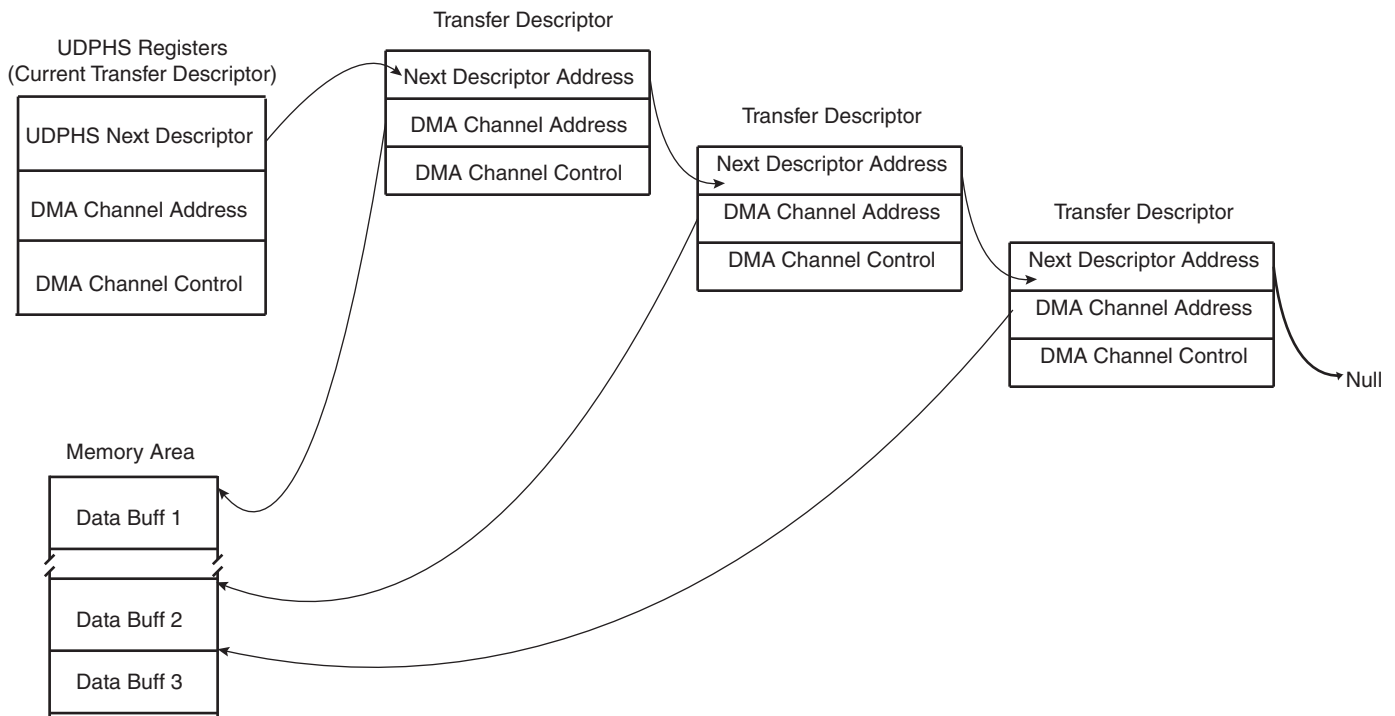 UDPHS Registers
(Current Transfer Descriptor)
UDPHS Next Descriptor
DMA Channel Address
DMA Channel Control
Transfer Descriptor
Next Descriptor Address
DMA Channel Address
DMA Channel Control
Transfer Descriptor
Next Descriptor Address
DMA Channel Address
DMA Channel Control
Transfer Descriptor
Next Descriptor Address
DMA Channel Address
DMA Channel Control
Null
Memory Area
Data Buff 1
Data Buff 2
Data Buff 3